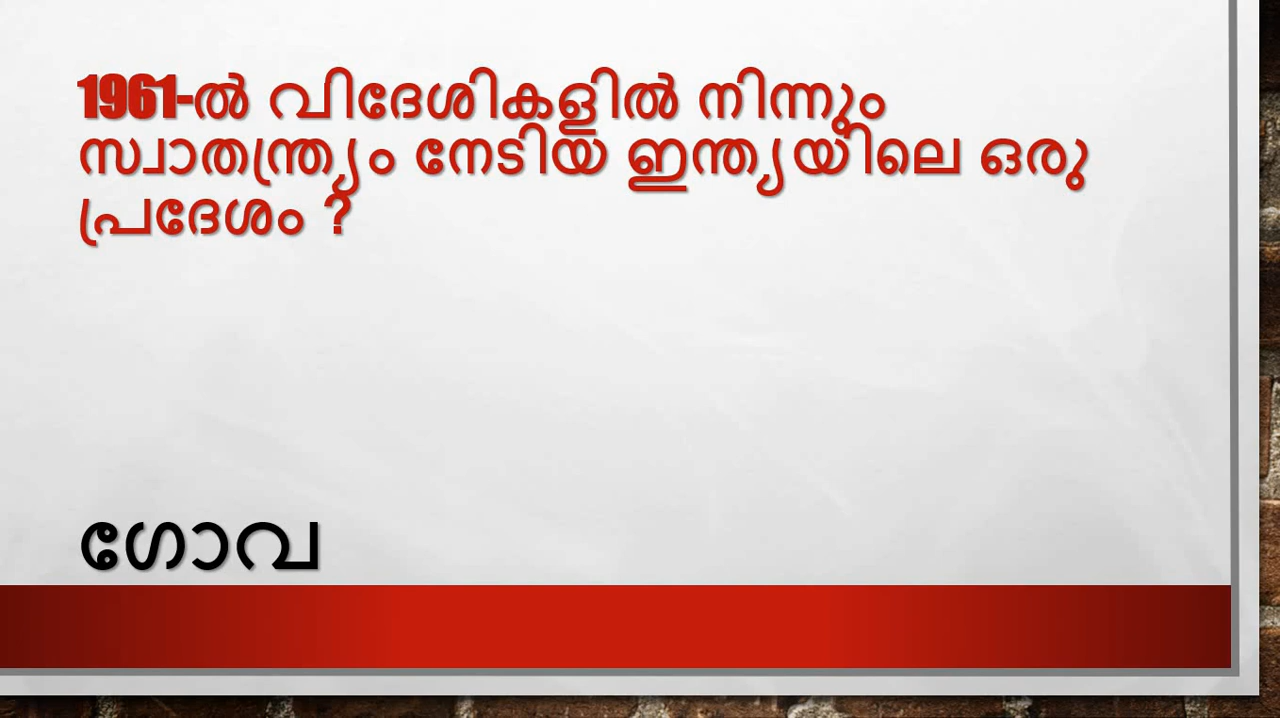 1961-ൽ വിദേശികളിൽ നിന്നും
സ്വാതന്ത്ര്യം നേടിയ ഇന്ത്യയിലെ ഒരു
പ്രദേശം ?
ഗോവ